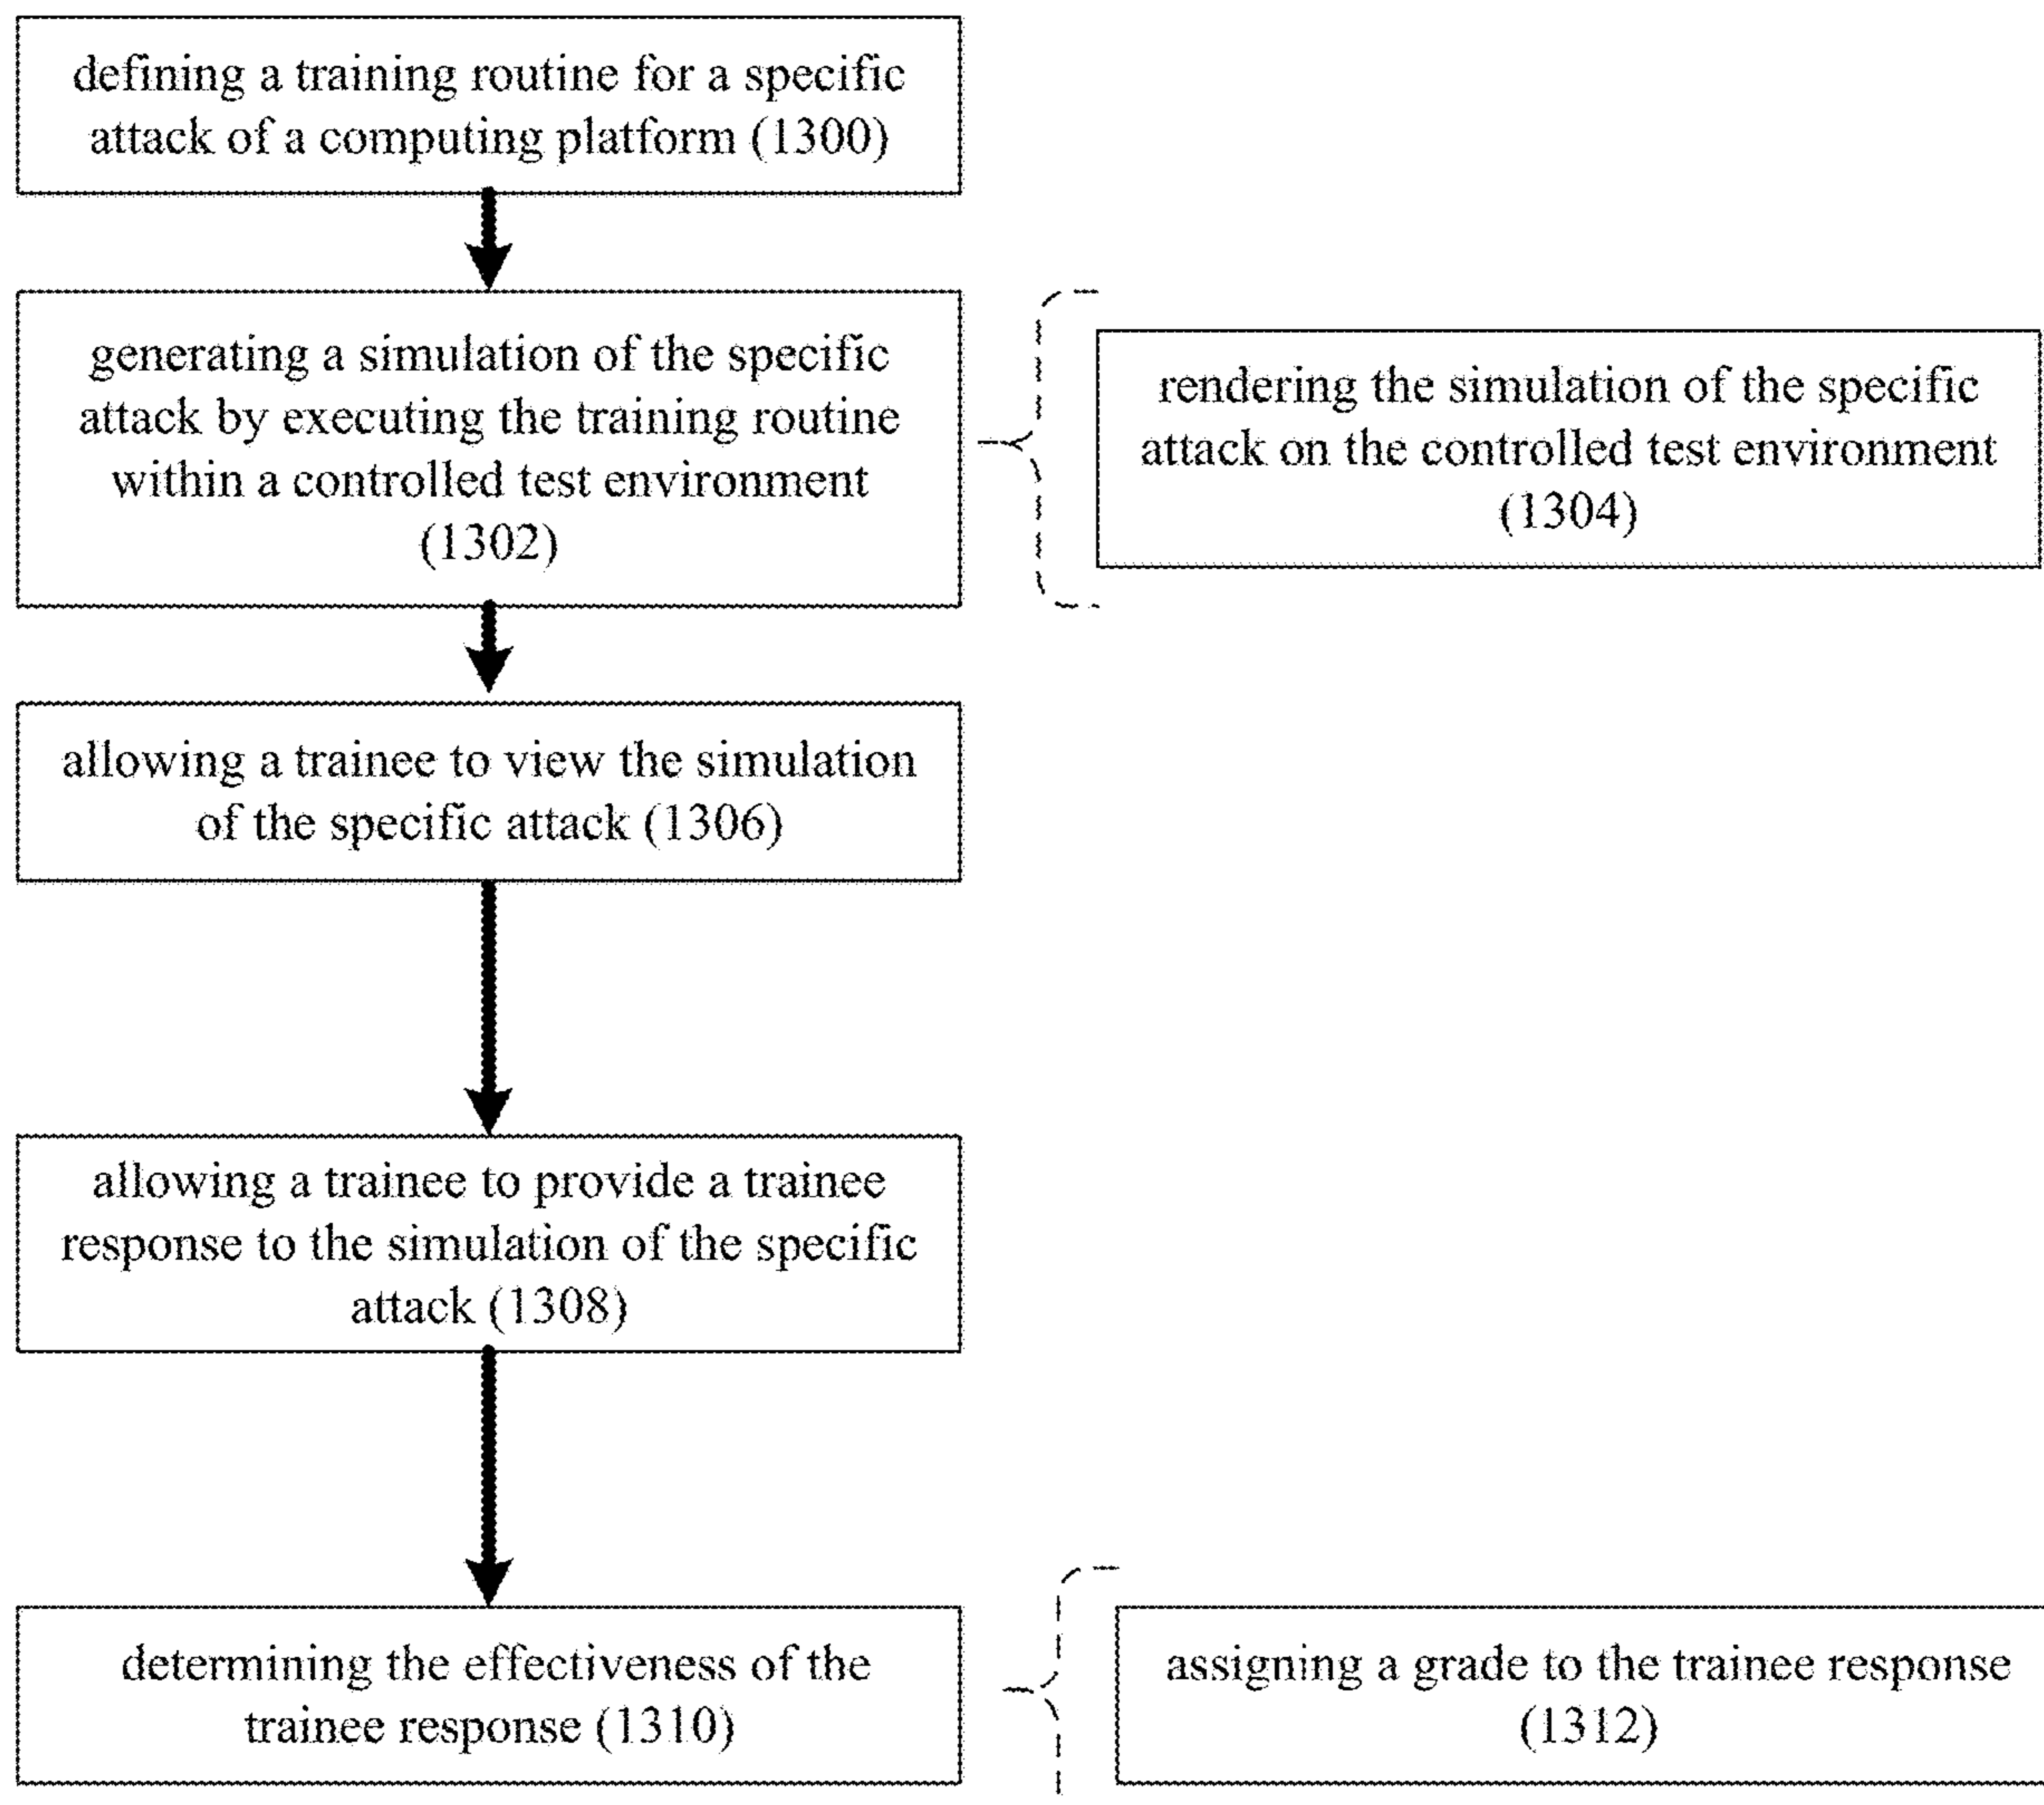 defining a training routine for a specific
attack of a computing platform (1300)
generating a simulation of the specific
attack by executing the training routine
within a controlled test environment
(1302)
rendering the simulation of the specific
attack on the controlled test environment
(1304)
allowing a trainee to view the simulation
of the specific attack (1306)
allowing a trainee to provide a trainee
response to the simulation of the specific
attack (1308)
determining the effectiveness of the
trainee response (1310)
assigning a grade to the trainee response
(1312)